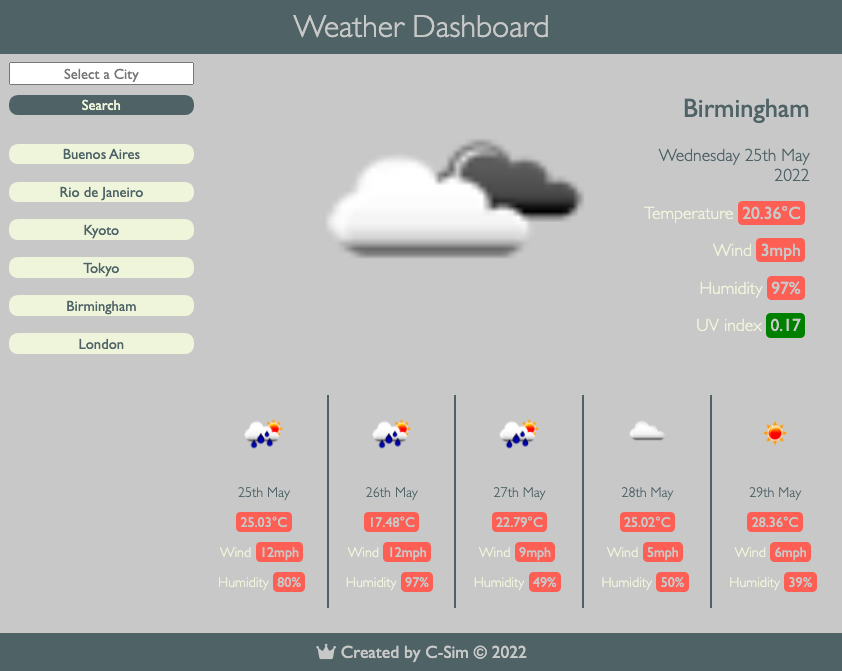 Weather Dashboard
Select a City
Search
Buenos Aires
Rio de Janeiro
Kyoto
Tokyo
Birmingham
London
Birmingham
Wednesday 25th May
2022
Temperature 20.36°C
Wind 3mph
Humidity 97%
UV index 0.17
25th May
25.03°C
Wind 12mph
Humidity 80%
26th May
17.48°C
Wind 12mph
Humidity 97%
27th May
22.79°C
Wind 9mph
Humidity 49%
28th May
25.02°C
Wind 5mph
Humidity 50%
29th May
28.36°C
Wind 6mph
Humidity 39%
Created by C-Sim © 2022